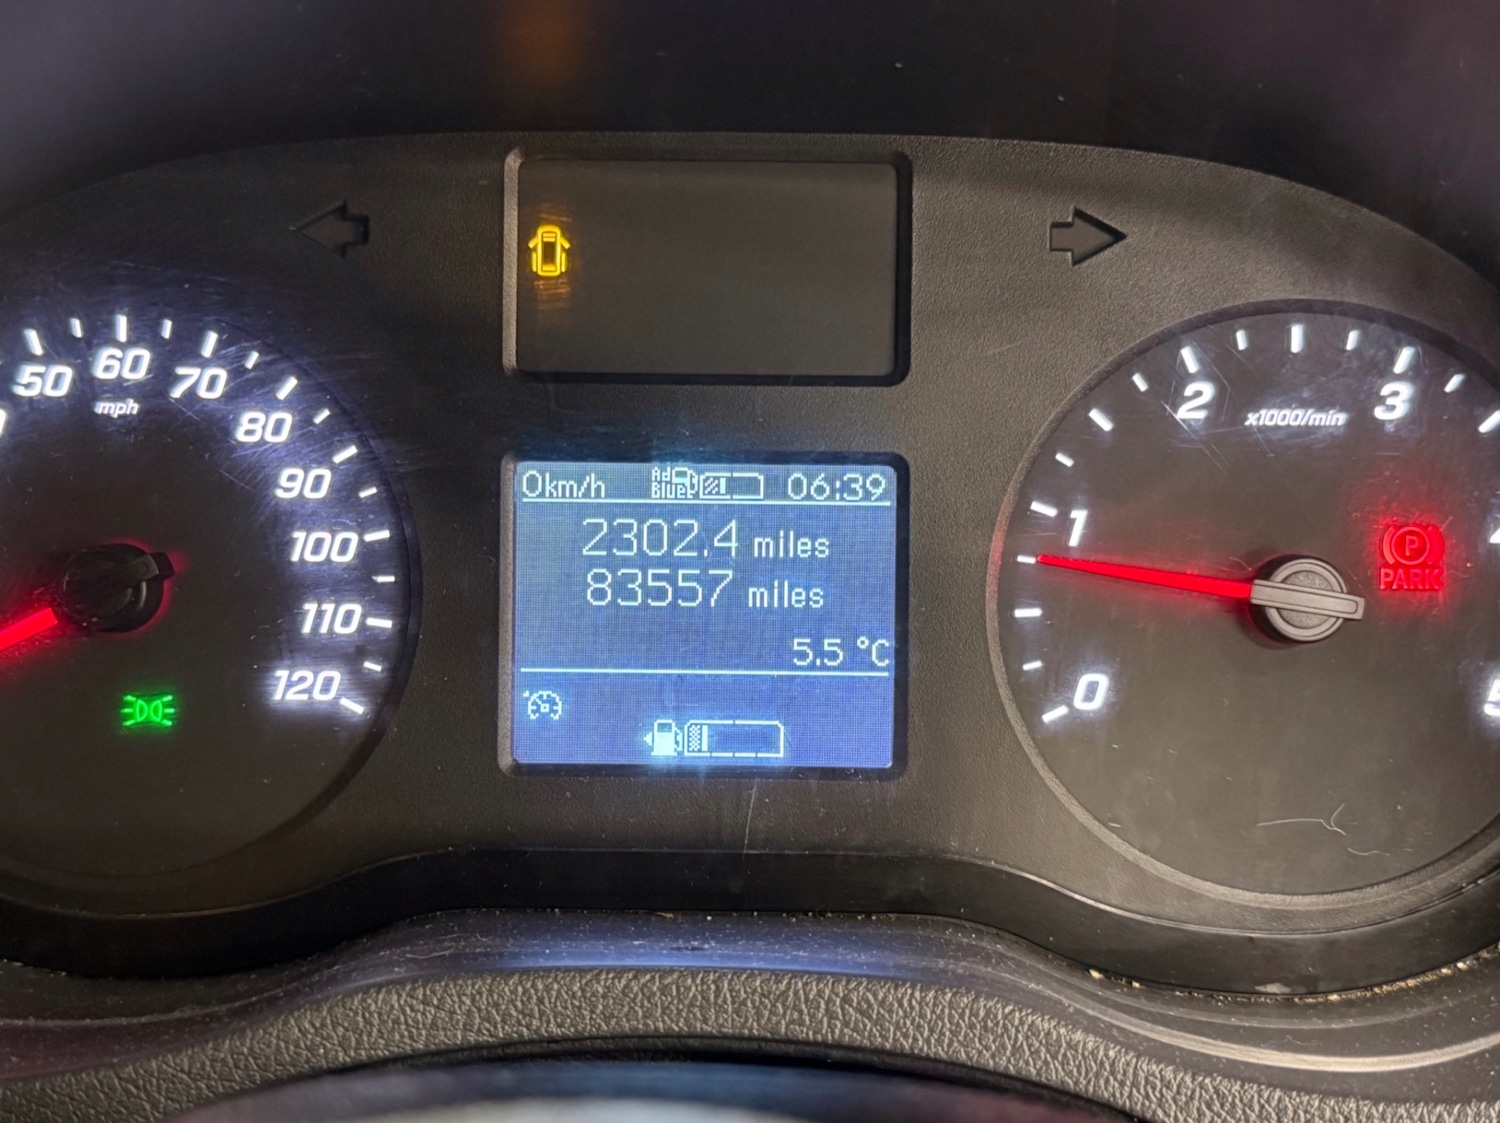 50
60
70
80
90
100
110
120
mph
0km/h
Ad
Blue
06:39
2302.4 miles
83557 miles
5.5 °C
0
1
2
3
x1000/min
P
PARK